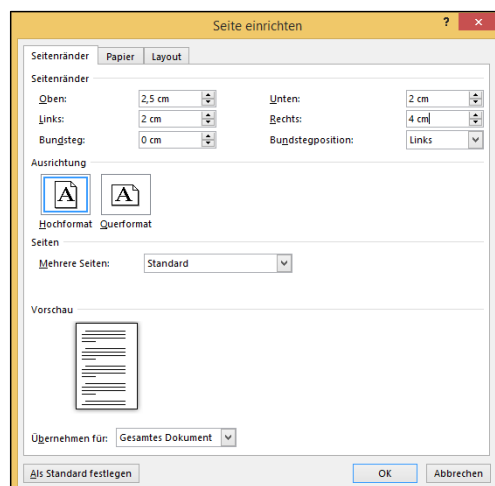 Seite einrichten ? ×
Seitenränder Papier Layout
Seitenränder
Oben: 2,5 cm Unten: 2 cm
Links: 2 cm Rechts: 4 cm
Bundsteg: 0 cm Bundstegposition: Links
Ausrichtung
A A
Hochformat Querformat
Seiten
Mehrere Seiten: Standard
Vorschau
Übernehmen für: Gesamtes Dokument
Als Standard festlegen OK Abbrechen